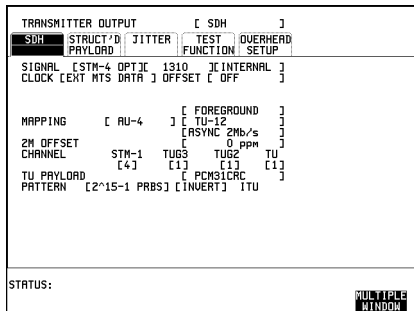 TRANSMITTER OUTPUT [ SDH ]
SDH STRUCT'D PAYLOAD JITTER TEST FUNCTION OVERHEAD SETUP
SIGNAL [STM-4 OPT][ 1310 ][INTERNAL ]
CLOCK [EXT MTS DATA ] OFFSET [ OFF ]
[ FOREGROUND ]
MAPPING [ AU-4 ] [ TU-12 ]
[ASYNC 2Mb/s ]
2M OFFSET [ 0 ppm ]
CHANNEL STM-1 TUG3 TUG2 TU
[4] [1] [1] [1]
TU PAYLOAD [ PCM31CRC ]
PATTERN [2^15-1 PRBS] [INVERT] ITU
STATUS:
MULTIPLE
WINDOW